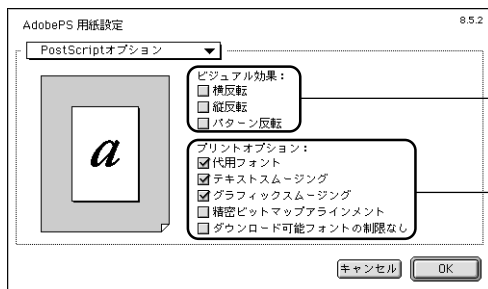 AdobePS 用紙設定
8.5.2
PostScriptオプション
ビジュアル効果:
横反転
縦反転
パターン反転
プリントオプション:
代用フォント
テキストスムージング
グラフィックスムージング
精密ビットマップアラインメント
ダウンロード可能フォントの制限なし
a
キャンセル
OK